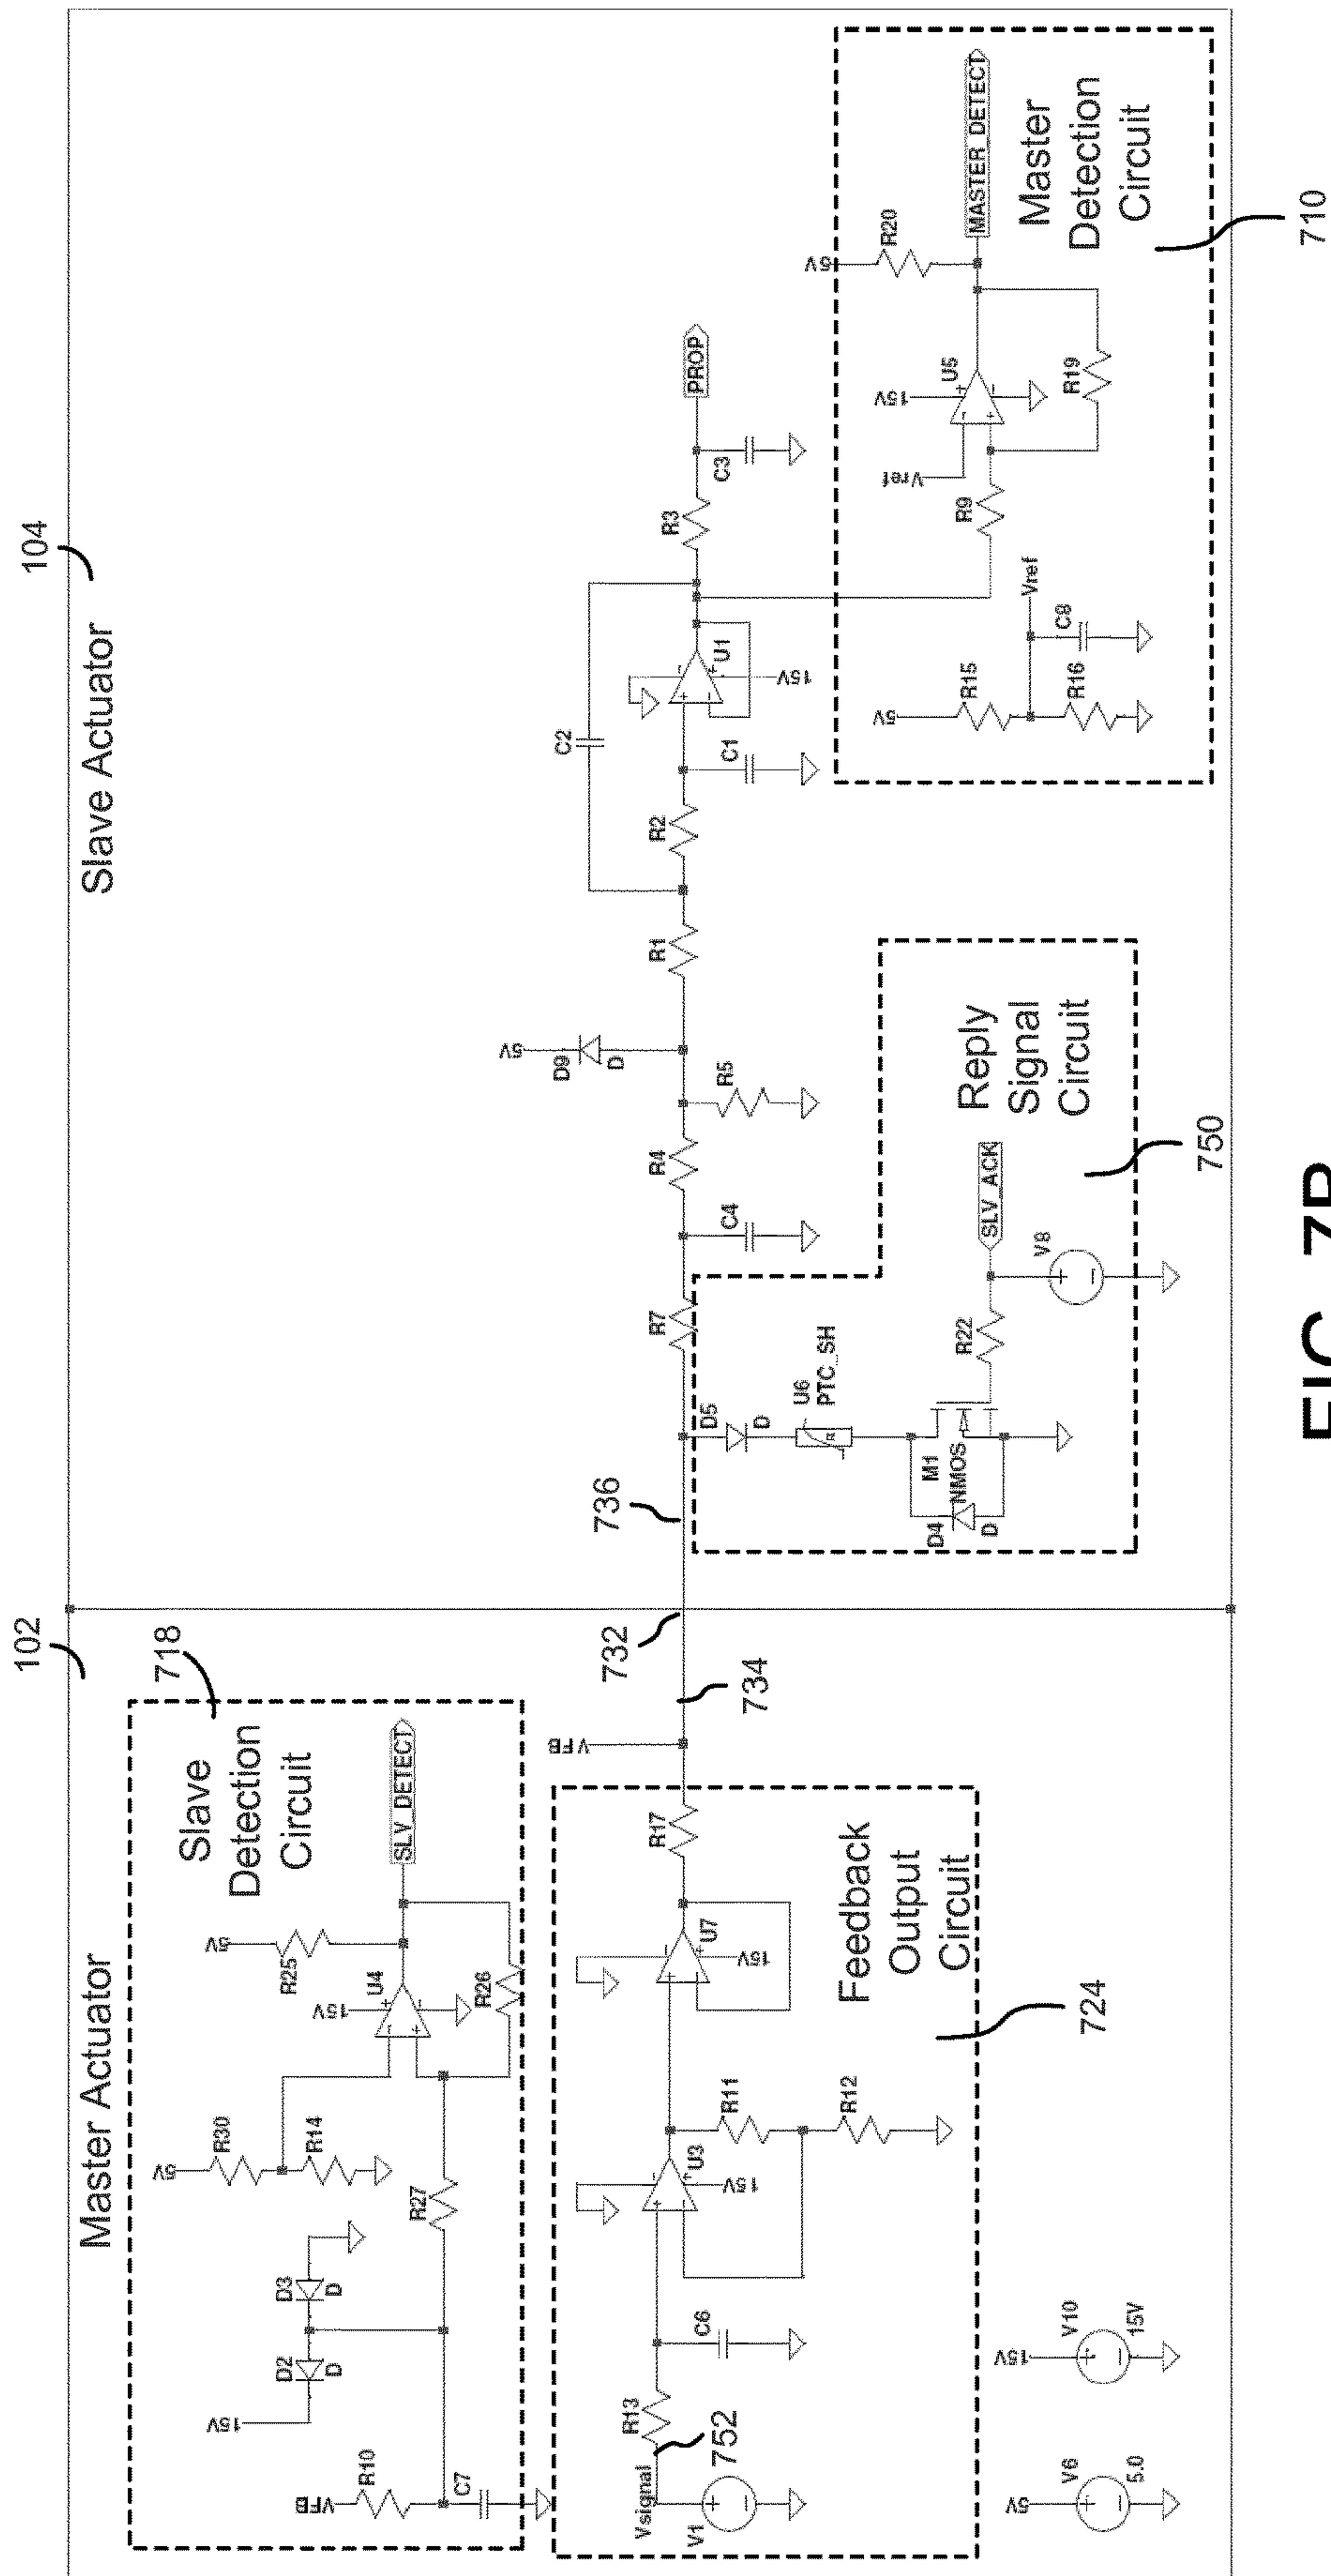 Master Actuator
102
Slave Actuator
104
718
Slave
Detection
Circuit
VFB
R10
C7
15V
D2
D
D3
D
5V
R30
R14
R27
15V
U4
R26
5V
R25
SLV_DETECT
Vsignal
V1
752
R13
C6
U3
15V
R11
R12
U7
15V
R17
Feedback
Output
Circuit
724
VFB
734
732
736
5V
V6
5.0
15V
V10
15V
R7
D5
D
U6
PTC_SH
M1
NMOS
D4
D
R22
SLV_ACK
V8
Reply
Signal
Circuit
750
C4
R4
R5
5V
D9
D
R1
R2
C2
C1
U1
15V
R3
C3
PROP
5V
R15
R16
C8
Vref
R9
Vref
15V
U5
R19
5V
R20
MASTER_DETECT
Master
Detection
Circuit
710